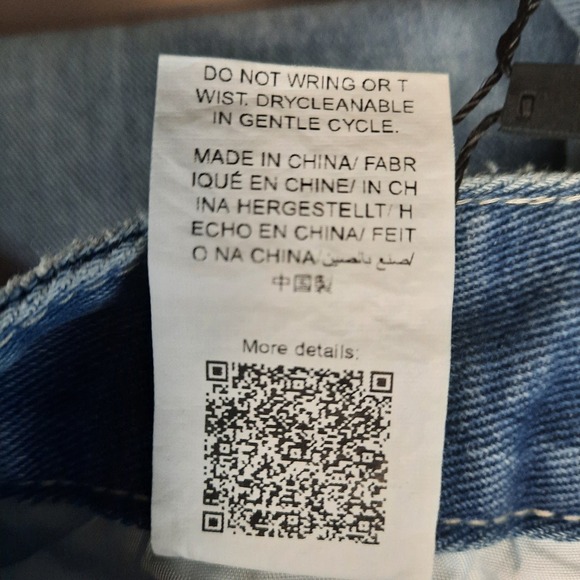 DO NOT WRING OR T
WIST. DRYCLEANABLE
IN GENTLE CYCLE.
MADE IN CHINA/ FABR
IQUÉ EN CHINE/ IN CH
INA HERGESTELLT/ H
ECHO EN CHINA/ FEIT
O NA CHINA/صنع بالصين/
中国製
More details: